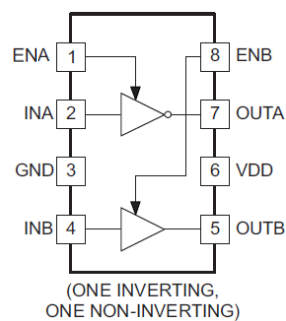 ENA 1 8 ENB
INA 2 7 OUTA
GND 3 6 VDD
INB 4 5 OUTB
(ONE INVERTING,
ONE NON-INVERTING)